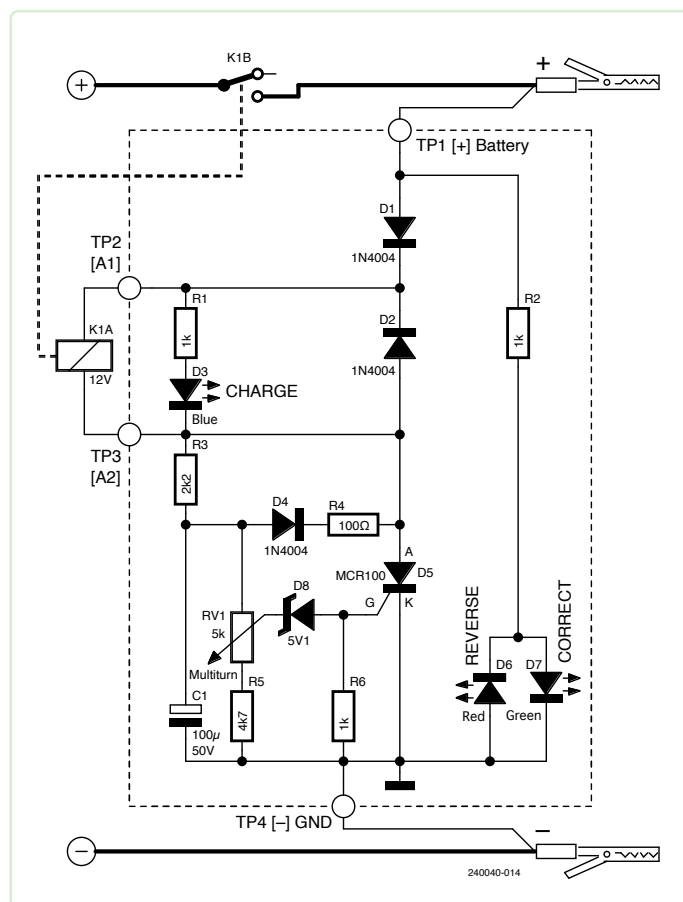 K1B
+
+
TP1 [+] Battery
D1
1N4004
TP2
[A1]
R1
1k
D2
1N4004
R2
1k
K1A
12V
D3
CHARGE
Blue
TP3
[A2]
R3
2k2
D4
1N4004
R4
100Ω
A
MCR100
D5
G
K
D8
5V1
RV1
5k
Multiturn
REVERSE
CORRECT
D6
D7
Red
Green
C1
100µ
50V
R5
4k7
R6
1k
TP4 [–] GND
–
–
240040-014